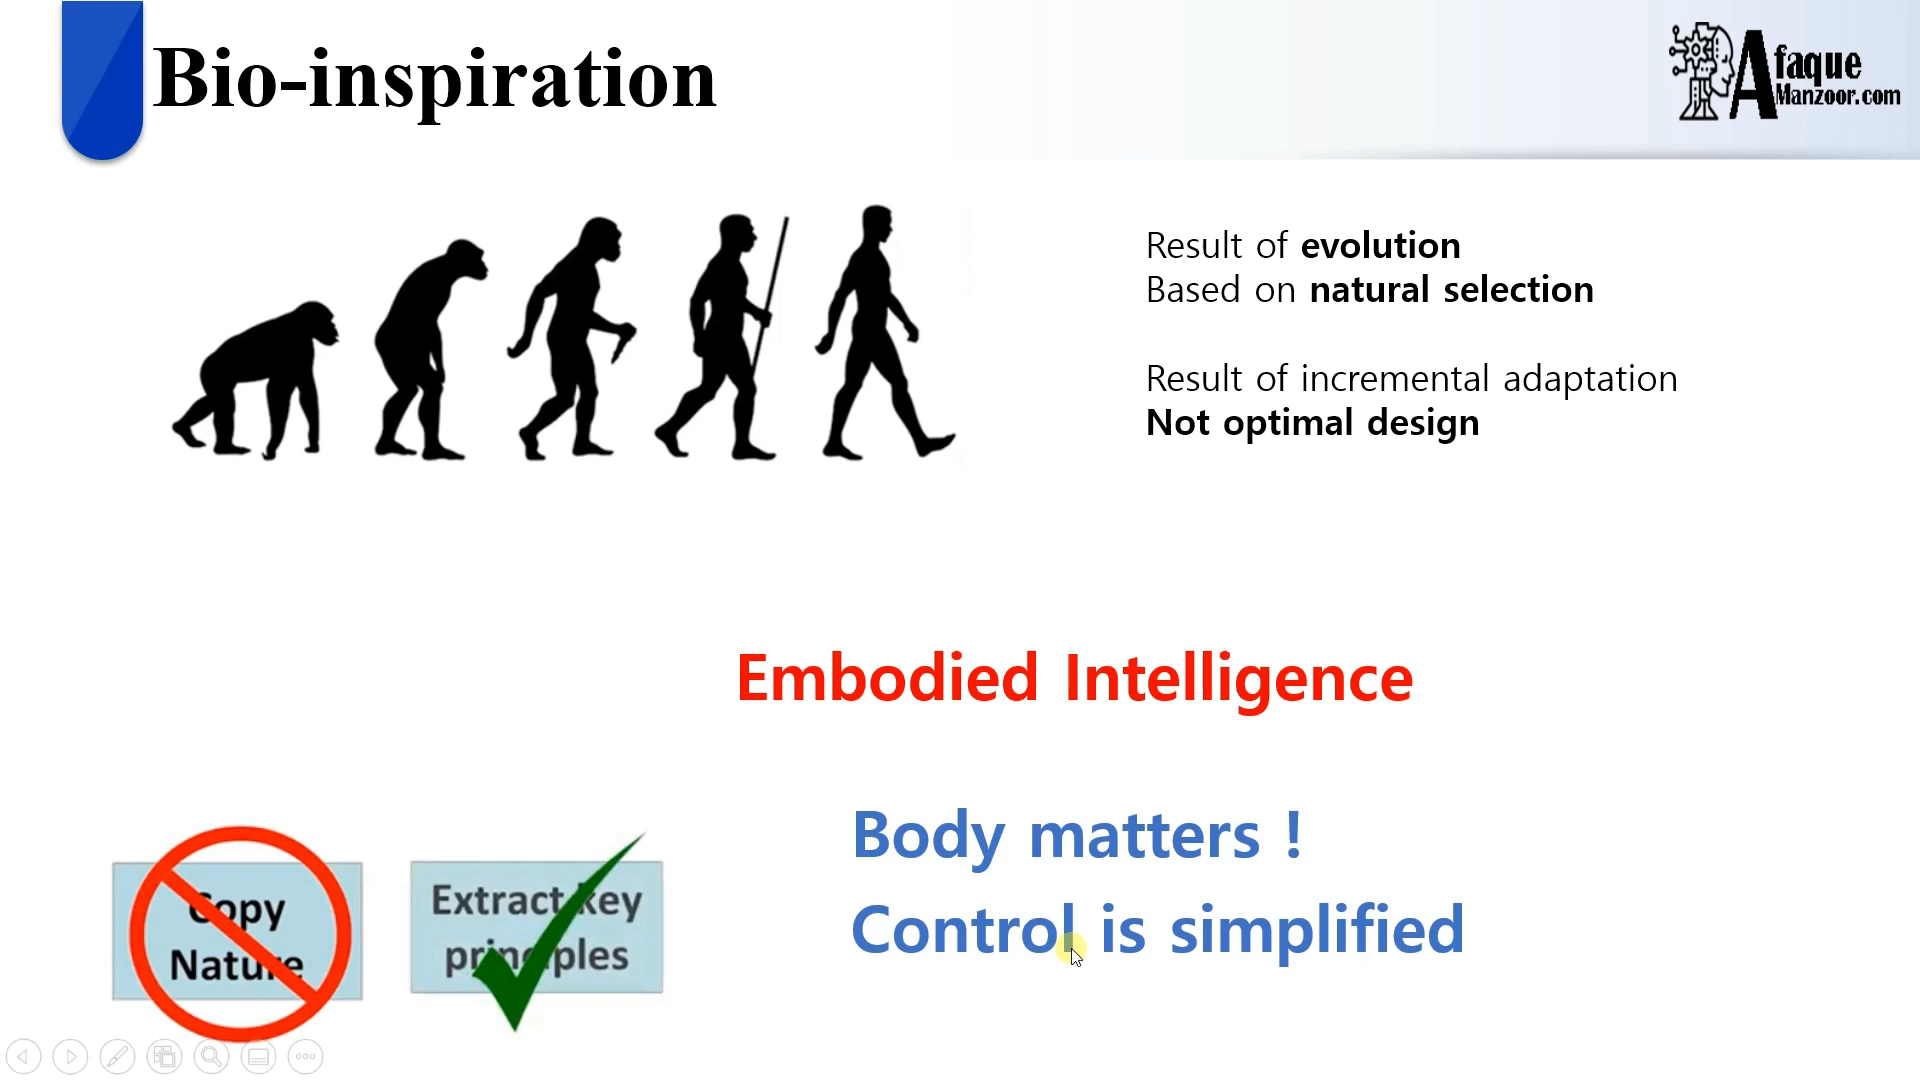 Bio-inspiration
Afaque
Manzoor.com
Result of evolution
Based on natural selection
Result of incremental adaptation
Not optimal design
Embodied Intelligence
Body matters !
Control is simplified
Copy
Nature
Extract key
principles